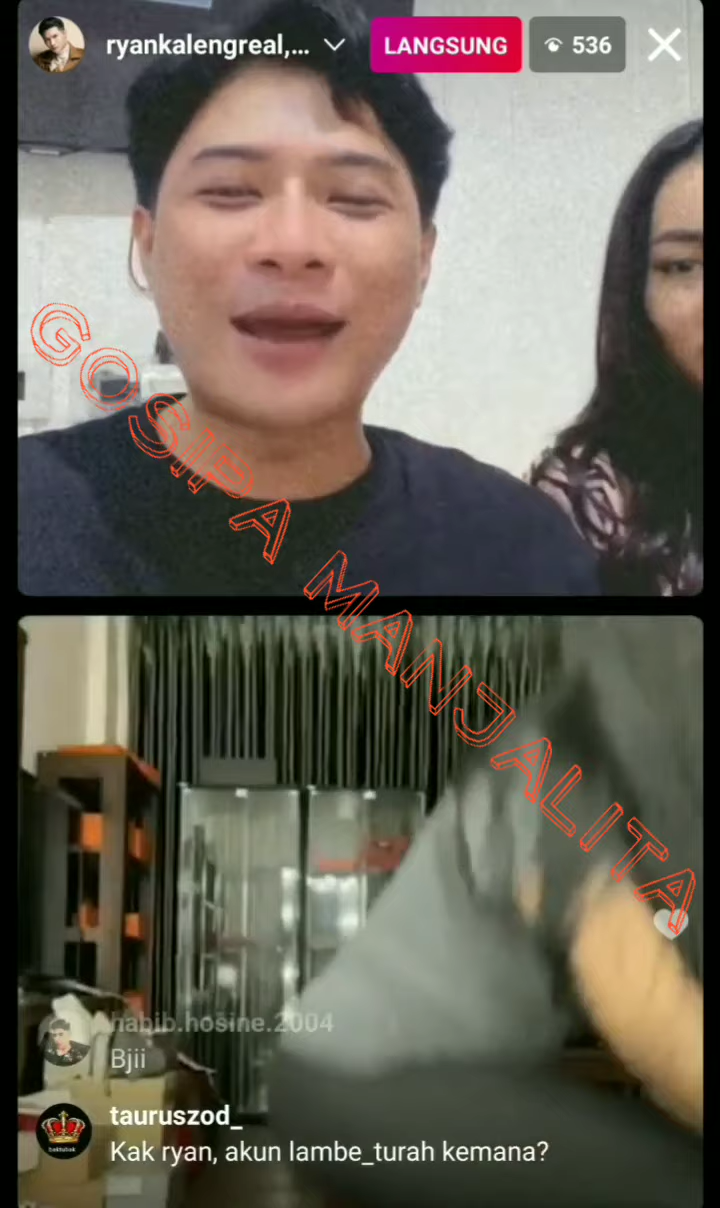 ryankalengreal,...
LANGSUNG
536
GOSIPA MANJALITA
habib.hosine.2004
Bjii
tauruszod_
Kak ryan, akun lambe_turah kemana?